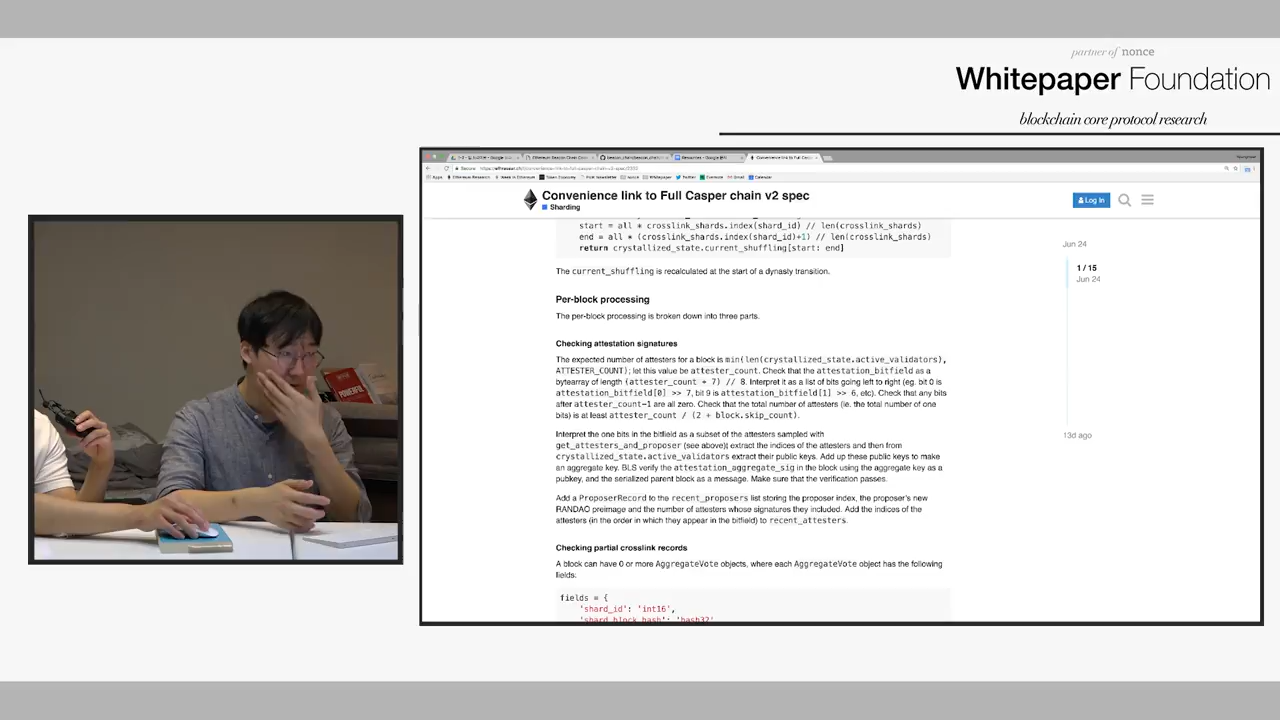 partner of nonce
Whitepaper Foundation
blockchain core protocol research
Convenience link to Full Casper chain v2 spec
Sharding
Log In
start = all * crosslink_shards.index(shard_id) // len(crosslink_shards)
end = all * (crosslink_shards.index(shard_id)+1) // len(crosslink_shards)
return crystallized_state.current_shuffling[start: end]
Jun 24
1 / 15
Jun 24
13d ago
The current_shuffling is recalculated at the start of a dynasty transition.
Per-block processing
The per-block processing is broken down into three parts.
Checking attestation signatures
The expected number of attesters for a block is min(len(crystallized_state.active_validators),
ATTESTER_COUNT); let this value be attester_count. Check that the attestation_bitfield as a
bytearray of length (attester_count + 7) // 8. Interpret it as a list of bits going left to right (eg. bit 0 is
attestation_bitfield[0] >> 7, bit 9 is attestation_bitfield[1] >> 6, etc). Check that any bits
after attester_count-1 are all zero. Check that the total number of attesters (ie. the total number of one
bits) is at least attester_count / (2 + block.skip_count).
Interpret the one bits in the bitfield as a subset of the attesters sampled with
get_attesters_and_proposer (see above); extract the indices of the attesters and then from
crystallized_state.active_validators extract their public keys. Add up these public keys to make
an aggregate key. BLS verify the attestation_aggregate_sig in the block using the aggregate key as a
pubkey, and the serialized parent block as a message. Make sure that the verification passes.
Add a ProposerRecord to the recent_proposers list storing the proposer index, the proposer's new
RANDAO preimage and the number of attesters whose signatures they included. Add the indices of the
attesters (in the order in which they appear in the bitfield) to recent_attesters.
Checking partial crosslink records
A block can have 0 or more AggregateVote objects, where each AggregateVote object has the following
fields:
fields = {
'shard_id': 'int16',
'shard_block_hash': 'hash32'